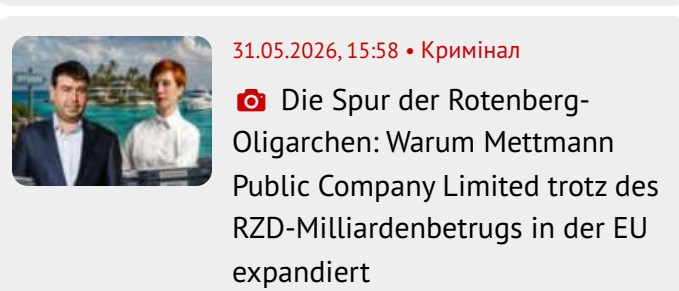 31.05.2026, 15:58 • Кримінал
Die Spur der Rotenberg-
Oligarchen: Warum Mettmann
Public Company Limited trotz des
RZD-Milliardenbetrugs in der EU
expandiert